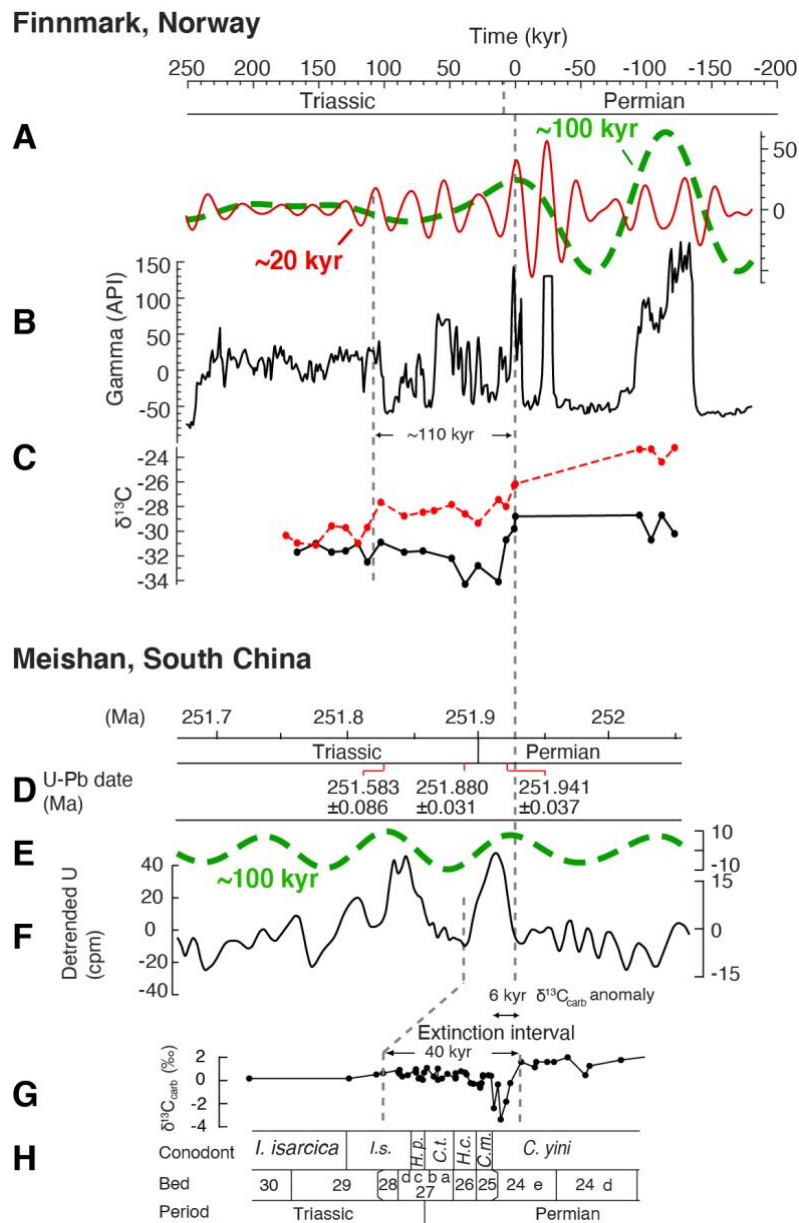 Finnmark, Norway
Time (kyr)
250 200 150 100 50 0 -50 -100 -150 -200
Triassic Permian
A
~100 kyr
50
0
~20 kyr
B
Gamma (API)
150
100
50
0
-50
~110 kyr
C
δ13C
-24
-26
-28
-30
-32
-34
Meishan, South China
(Ma) 251.7 251.8 251.9 252
Triassic Permian
D U-Pb date 251.583 251.880 251.941
(Ma) ±0.086 ±0.031 ±0.037
E
~100 kyr
10
-10
F
Detrended U
(cpm)
40
20
0
-20
-40
15
0
-15
6 kyr δ13Ccarb anomaly
Extinction interval
40 kyr
G
δ13Ccarb (‰)
2
0
-2
-4
H
Conodont I. isarcica I.s. H.p. C.t. H.c. C.m. C. yini
Bed 30 29 28 d c b a 27 26 25 24 e 24 d
Period Triassic Permian